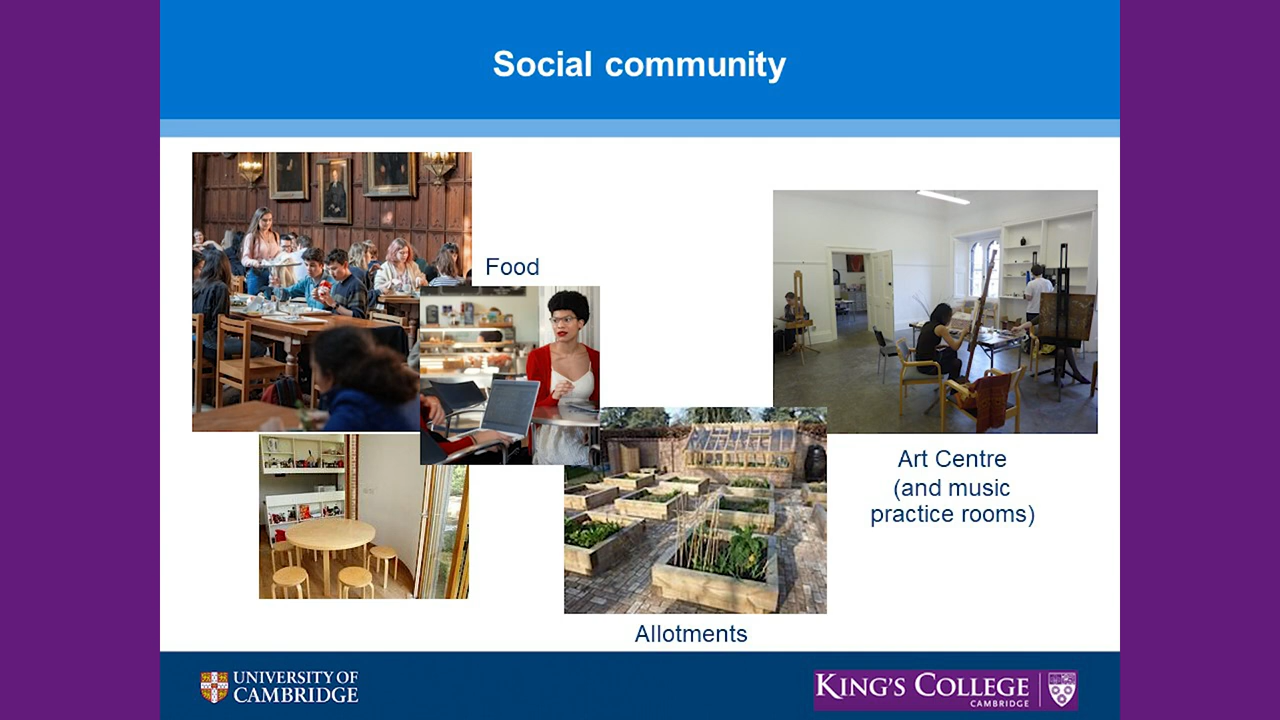 Social community
Food
Art Centre
(and music
practice rooms)
Allotments
UNIVERSITY OF
CAMBRIDGE
KING'S COLLEGE
CAMBRIDGE